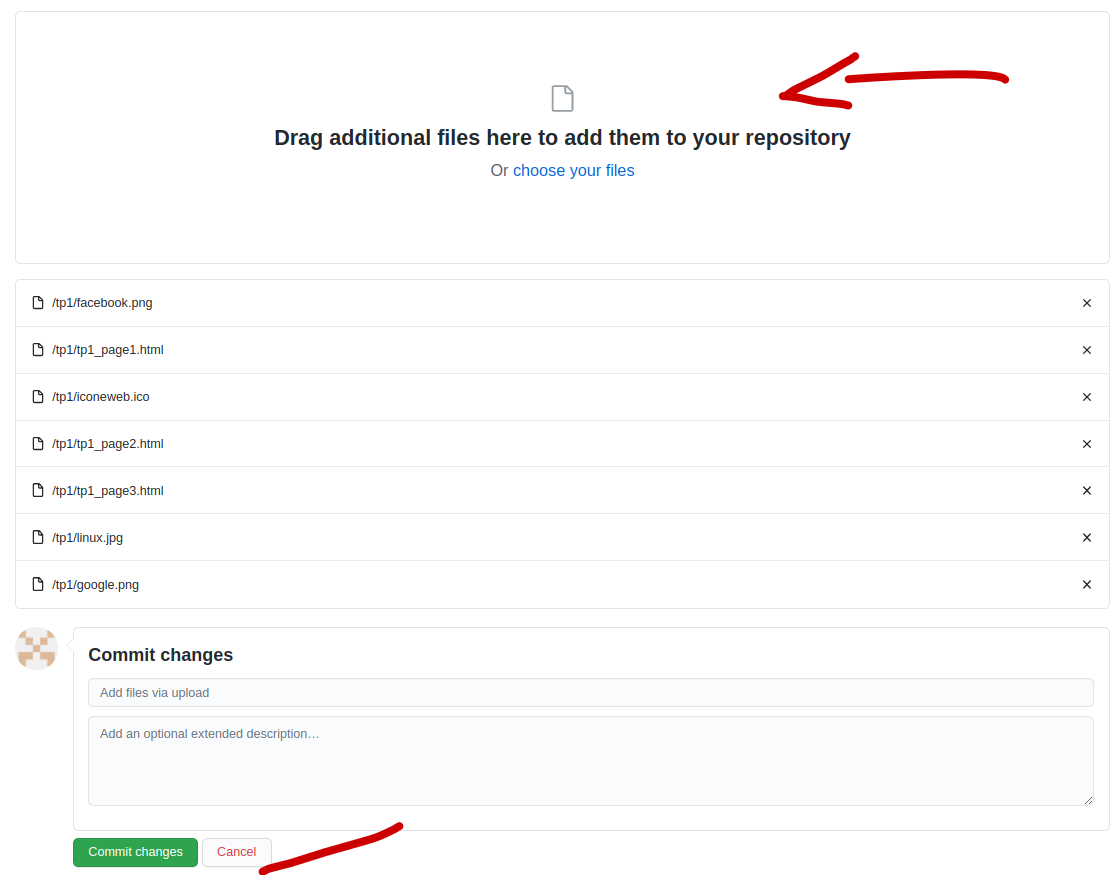 Drag additional files here to add them to your repository
Or choose your files
/tp1/facebook.png
/tp1/tp1_page1.html
/tp1/iconeweb.ico
/tp1/tp1_page2.html
/tp1/tp1_page3.html
/tp1/linux.jpg
/tp1/google.png
Commit changes
Add files via upload
Add an optional extended description…
Commit changes Cancel